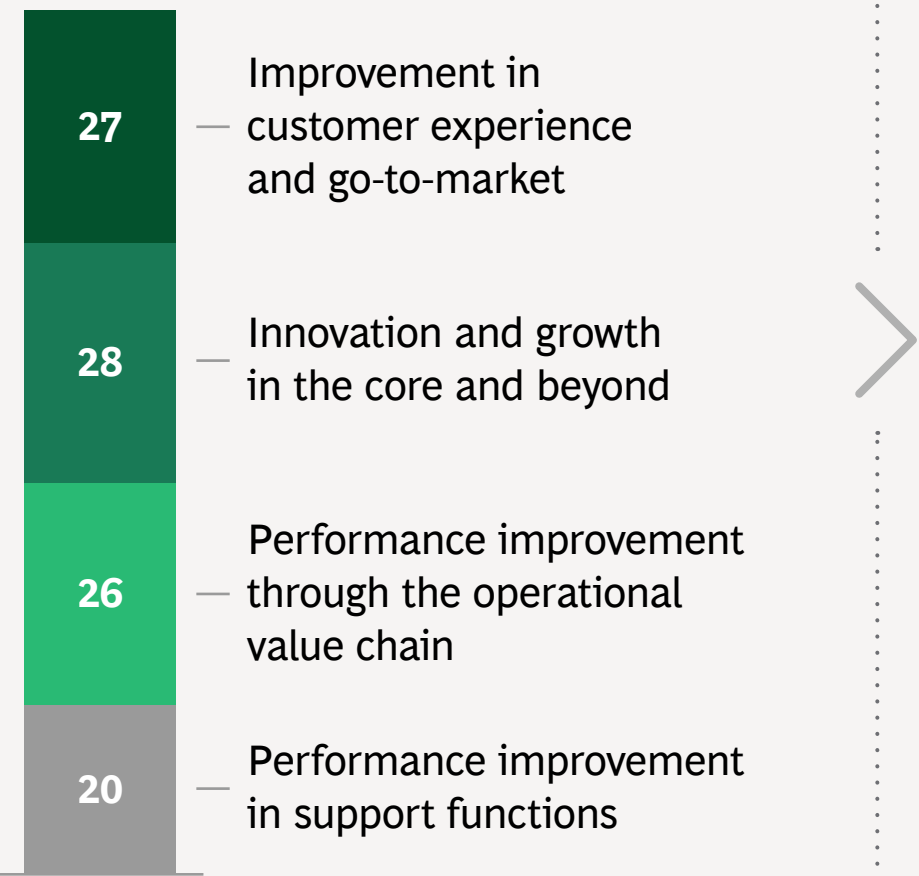 Improvement in
27
customer experience
and go-to-market
Innovation and growth
28
in the core and beyond
Performance improvement
26
through the operational
value chain
Performance improvement
20
in support functions